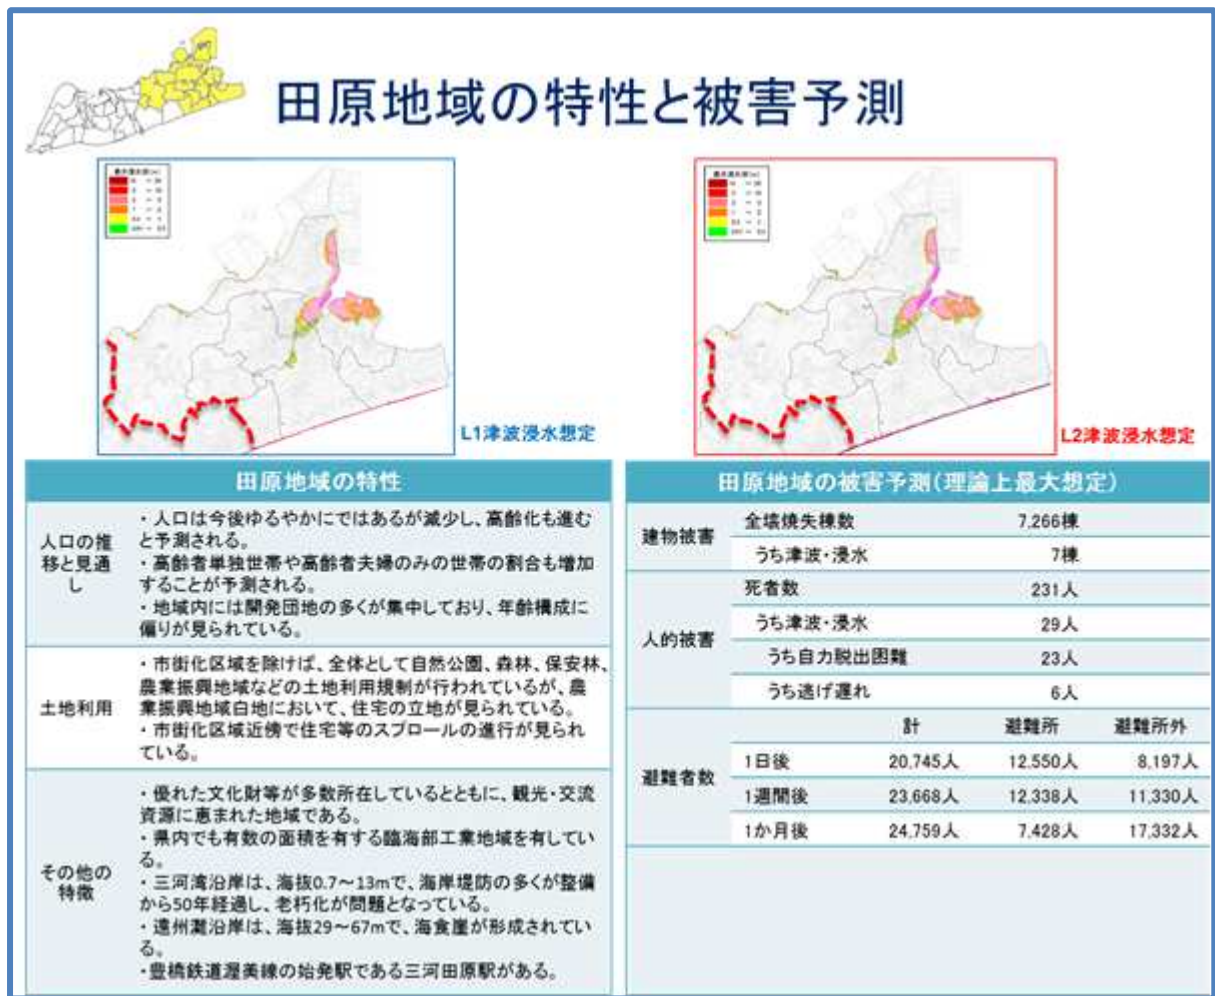 田原地域の特性と被害予測
L1津波浸水想定
L2津波浸水想定
田原地域の特性
人口の推
移と見通
し
・人口は今後ゆるやかにではあるが減少し、高齢化も進む
と予測される。
・高齢者単独世帯や高齢者夫婦のみの世帯の割合も増加
することが予測される。
・地域内には開発団地の多くが集中しており、年齢構成に
偏りが見られている。
土地利用
・市街化区域を除けば、全体として自然公園、森林、保安林、
農業振興地域などの土地利用規制が行われているが、農
業振興地域白地において、住宅の立地が見られている。
・市街化区域近傍で住宅等のスプロールの進行が見られ
ている。
その他の
特徴
・優れた文化財等が多数所在しているとともに、観光・交流
資源に恵まれた地域である。
・県内でも有数の面積を有する臨海部工業地域を有してい
る。
・三河湾沿岸は、海抜0.7～13mで、海岸堤防の多くが整備
から50年経過し、老朽化が問題となっている。
・遠州灘沿岸は、海抜29～67mで、海食崖が形成されてい
る。
・豊橋鉄道渥美線の始発駅である三河田原駅がある。
田原地域の被害予測(理論上最大想定)
建物被害
全壊焼失棟数 7,266棟
うち津波・浸水 7棟
人的被害
死者数 231人
うち津波・浸水 29人
うち自力脱出困難 23人
うち逃げ遅れ 6人
避難者数
計 避難所 避難所外
1日後 20,745人 12,550人 8,197人
1週間後 23,668人 12,338人 11,330人
1か月後 24,759人 7,428人 17,332人